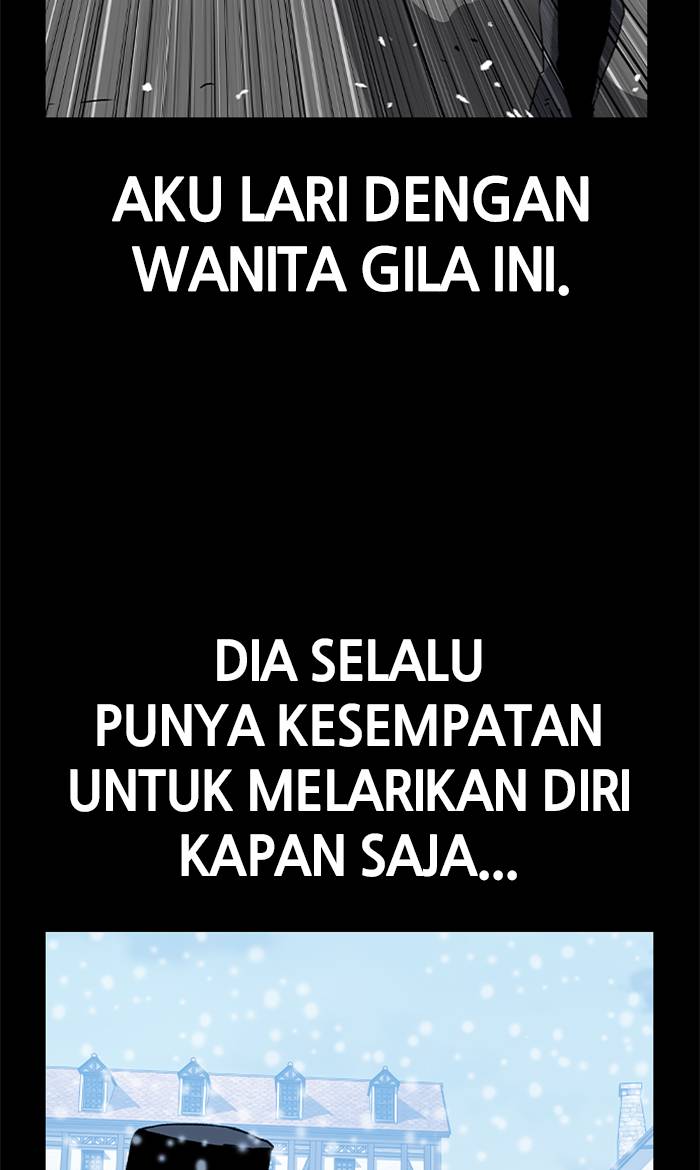 AKU LARI DENGAN
WANITA GILA INI.
DIA SELALU
PUNYA KESEMPATAN
UNTUK MELARIKAN DIRI
KAPAN SAJA...